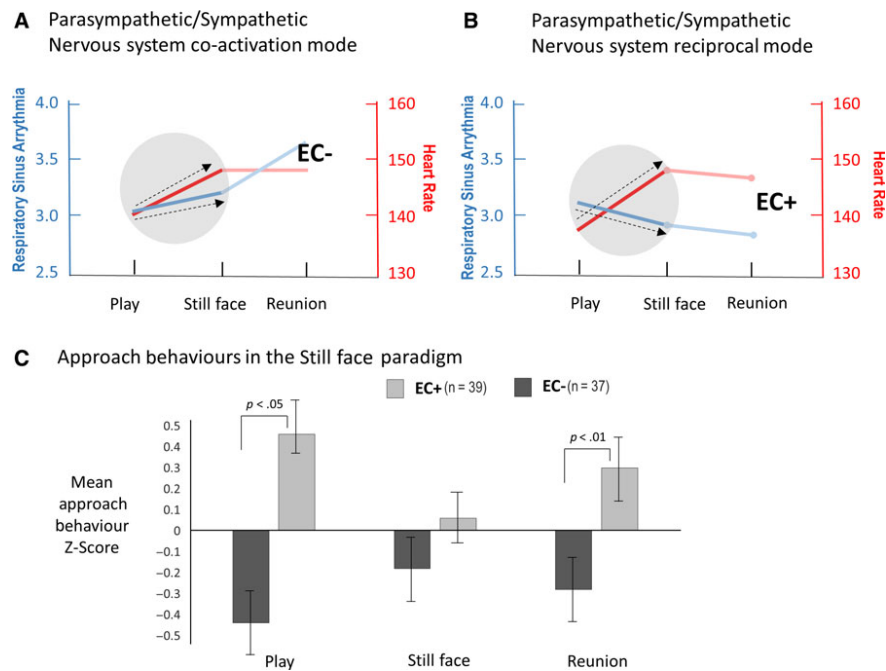 A Parasympathetic/Sympathetic
Nervous system co-activation mode
4.0
3.5
3.0
2.5
Respiratory Sinus Arrythmia
160
150
140
130
Heart Rate
EC-
Play Still face Reunion
B Parasympathetic/Sympathetic
Nervous system reciprocal mode
4.0
3.5
3.0
2.5
Respiratory Sinus Arrythmia
160
150
140
130
Heart Rate
EC+
Play Still face Reunion
C Approach behaviours in the Still face paradigm
EC+ (n = 39) EC- (n = 37)
Mean
approach
behaviour
Z-Score
0.5
0.4
0.3
0.2
0.1
0
−0.1
−0.2
−0.3
−0.4
−0.5
p < .05
p < .01
Play Still face Reunion